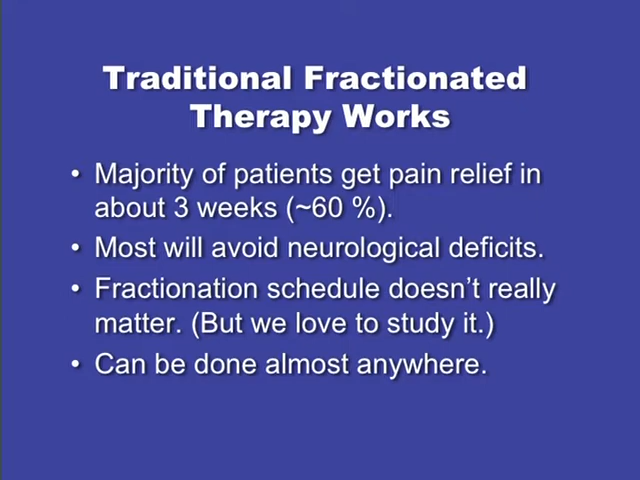 Traditional Fractionated
Therapy Works
• Majority of patients get pain relief in
about 3 weeks (~60 %).
• Most will avoid neurological deficits.
• Fractionation schedule doesn’t really
matter. (But we love to study it.)
• Can be done almost anywhere.